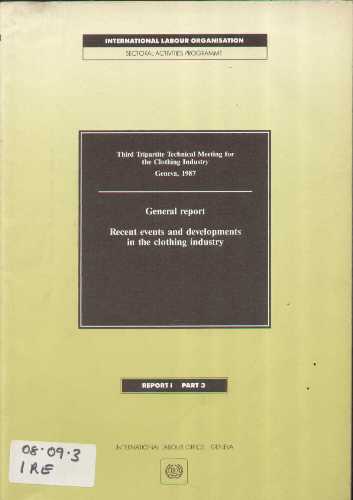 INTERNATIONAL LABOUR ORGANISATION
SECTORAL ACTIVITIES PROGRAMME
Third Tripartite Technical Meeting for
the Clothing Industry
Geneva, 1987
General report
Recent events and developments
in the clothing industry
REPORT I PART 3
08·09·3
IRE
INTERNATIONAL LABOUR OFFICE GENEVA